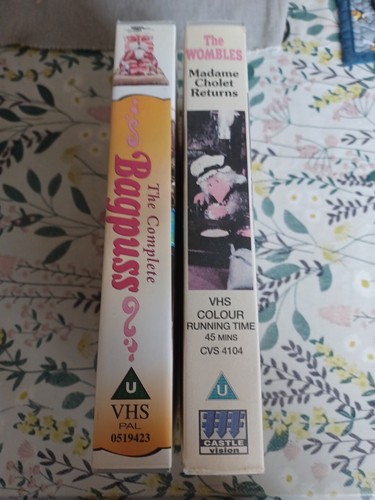 The Complete
Bagpuss
U
VHS
PAL
0519423
The
WOMBLES
Madame
Cholet
Returns
VHS
COLOUR
RUNNING TIME
45 MINS
CVS 4104
U
CASTLE
vision